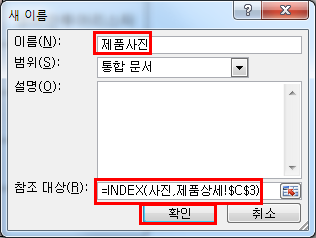 새 이름
이름(N): 제품사진
범위(S): 통합 문서
설명(O):
참조 대상(R): =INDEX(사진,제품상세!$C$3)
확인 취소